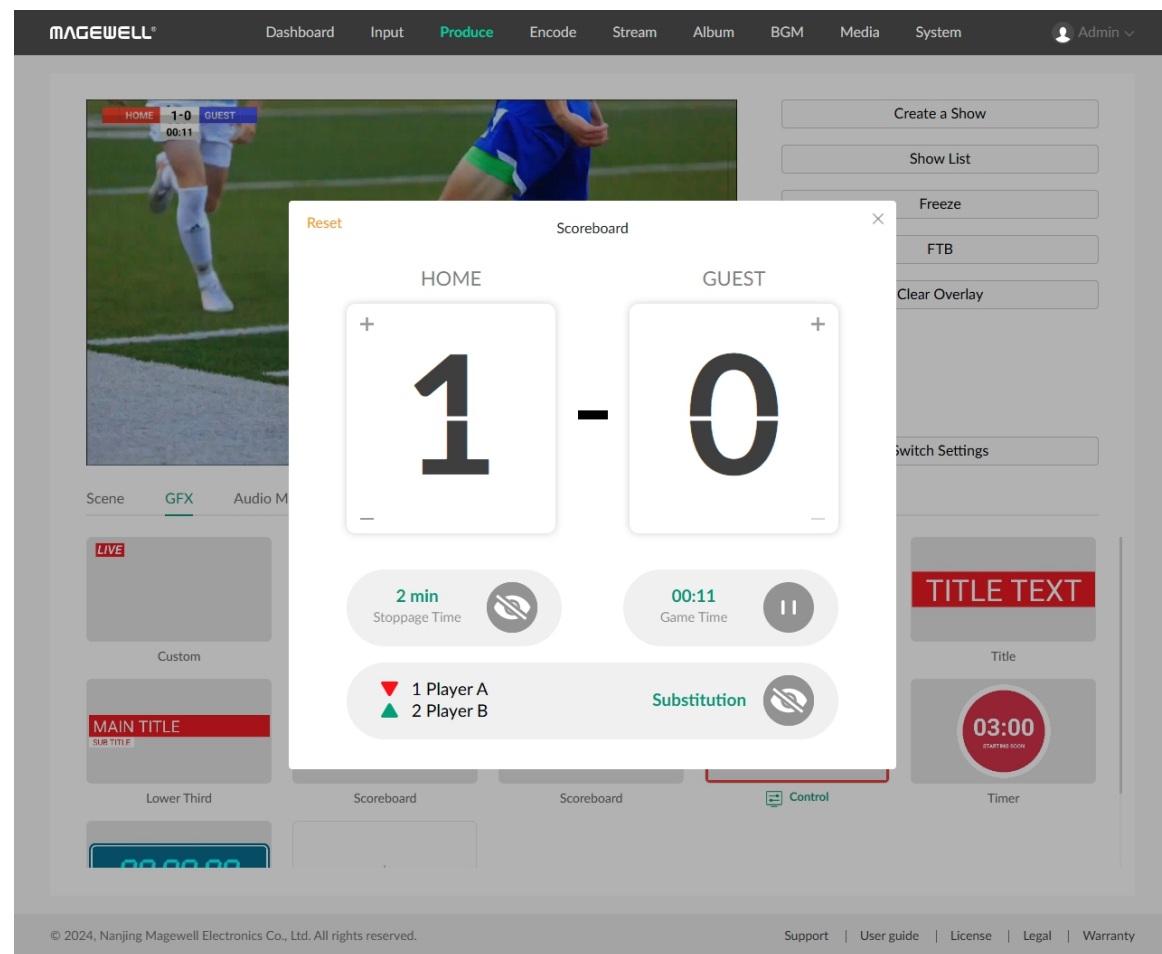 MAGEWELL®
Dashboard
Input
Produce
Encode
Stream
Album
BGM
Media
System
Admin
HOME 1-0 GUEST
00:11
Create a Show
Show List
Freeze
FTB
Clear Overlay
Switch Settings
Reset
Scoreboard
HOME
GUEST
+
+
1 - 0
2 min
Stoppage Time
00:11
Game Time
1 Player A
2 Player B
Substitution
Scene
GFX
Audio M
LIVE
Custom
TITLE TEXT
Title
MAIN TITLE
SUB TITLE
Lower Third
Scoreboard
Scoreboard
Control
03:00
STARTING SOON
Timer
© 2024, Nanjing Magewell Electronics Co., Ltd. All rights reserved.
Support | User guide | License | Legal | Warranty